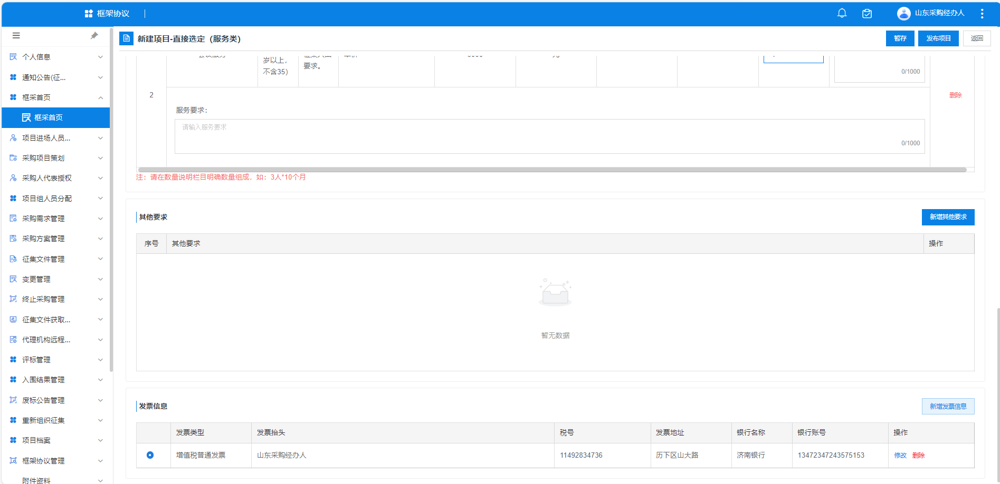 框架协议
山东采购经办人
新建项目-直接选定（服务类）
暂存
发布项目
返回
个人信息
通知公告(征...
框采首页
框采首页
项目进场人员...
采购项目策划
采购人代表授权
项目组人员分配
采购需求管理
采购方案管理
征集文件管理
变更管理
终止采购管理
征集文件获取...
代理机构远程...
评标管理
入围结果管理
废标公告管理
重新组织征集
项目档案
框架协议管理
附件资料
2
岁以上，
不含35）
要求。
0/1000
删除
服务要求：
请输入服务要求
0/1000
注：请在数量说明栏目明确数量组成，如：3人*10个月
其他要求
新增其他要求
序号 其他要求 操作
暂无数据
发票信息
新增发票信息
发票类型 发票抬头 税号 发票地址 银行名称 银行账号 操作
增值税普通发票 山东采购经办人 11492834736 历下区山大路 济南银行 13472347243575153 修改 删除